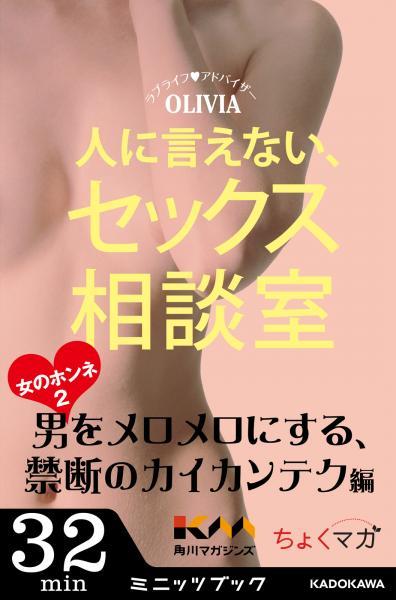 ラブライフ♥アドバイザー
OLIVIA
人に言えない、
セックス
相談室
女のホンネ
2
男をメロメロにする、
禁断のカイカンテク編
32
min
KM
角川マガジンズ
ちょくマガ
ミニッツブック
KADOKAWA